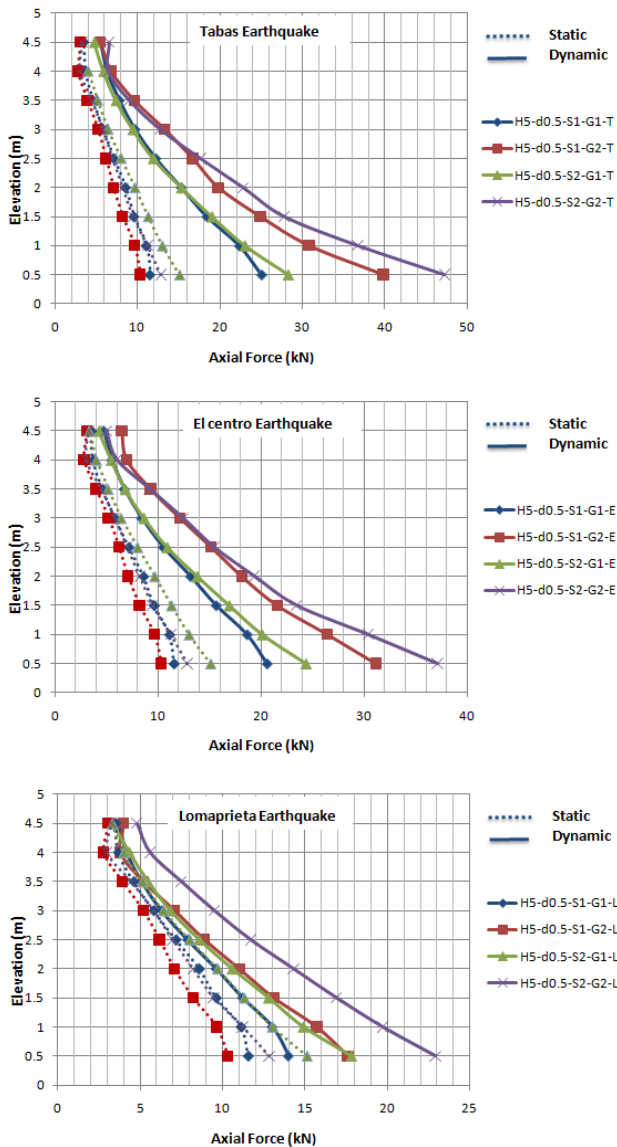 Tabas Earthquake
Static
Dynamic
5
4.5
4
3.5
3
2.5
2
1.5
1
0.5
0
Elevation (m)
H5-d0.5-S1-G1-T
H5-d0.5-S1-G2-T
H5-d0.5-S2-G1-T
H5-d0.5-S2-G2-T
0 10 20 30 40 50
Axial Force (kN)
El centro Earthquake
Static
Dynamic
5
4.5
4
3.5
3
2.5
2
1.5
1
0.5
0
Elevation (m)
H5-d0.5-S1-G1-E
H5-d0.5-S1-G2-E
H5-d0.5-S2-G1-E
H5-d0.5-S2-G2-E
0 10 20 30 40
Axial Force (kN)
Lomaprieta Earthquake
Static
Dynamic
5
4.5
4
3.5
3
2.5
2
1.5
1
0.5
0
Elevation (m)
H5-d0.5-S1-G1-L
H5-d0.5-S1-G2-L
H5-d0.5-S2-G1-L
H5-d0.5-S2-G2-L
0 5 10 15 20 25
Axial Force (kN)